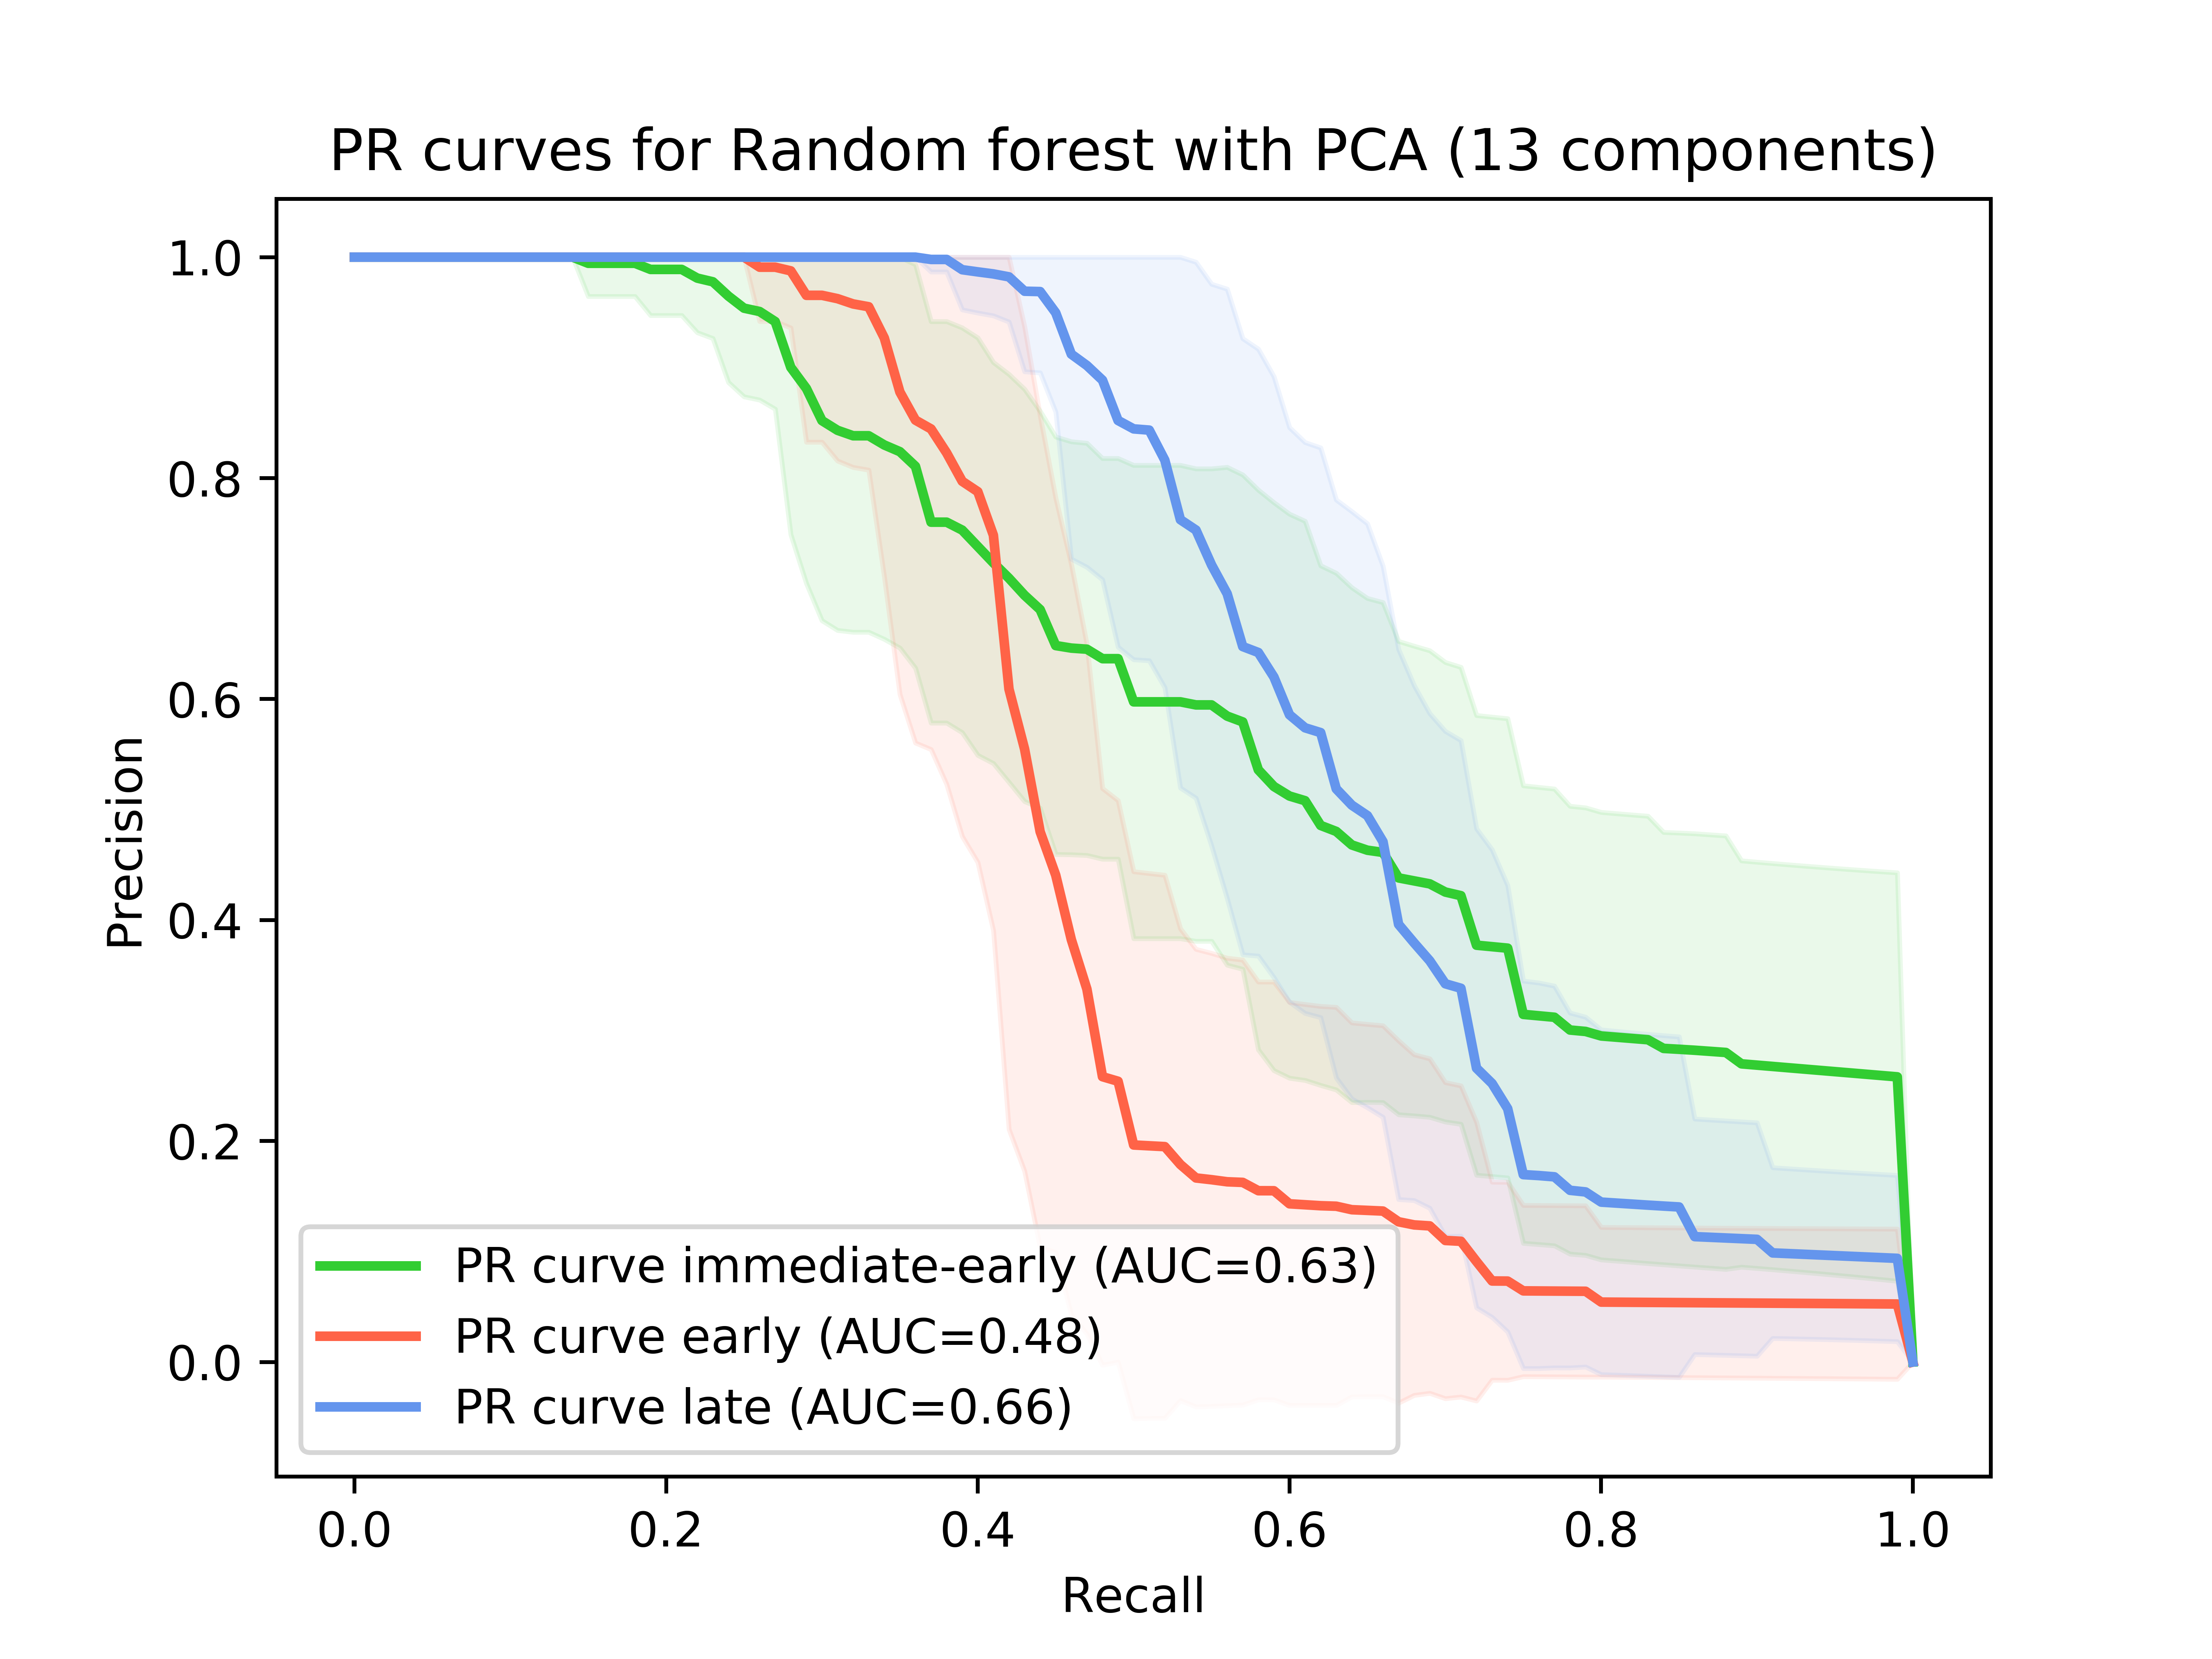 PR curves for Random forest with PCA (13 components)
1.0
0.8
0.6
0.4
0.2
0.0
Precision
PR curve immediate-early (AUC=0.63)
PR curve early (AUC=0.48)
PR curve late (AUC=0.66)
0.0 0.2 0.4 0.6 0.8 1.0
Recall